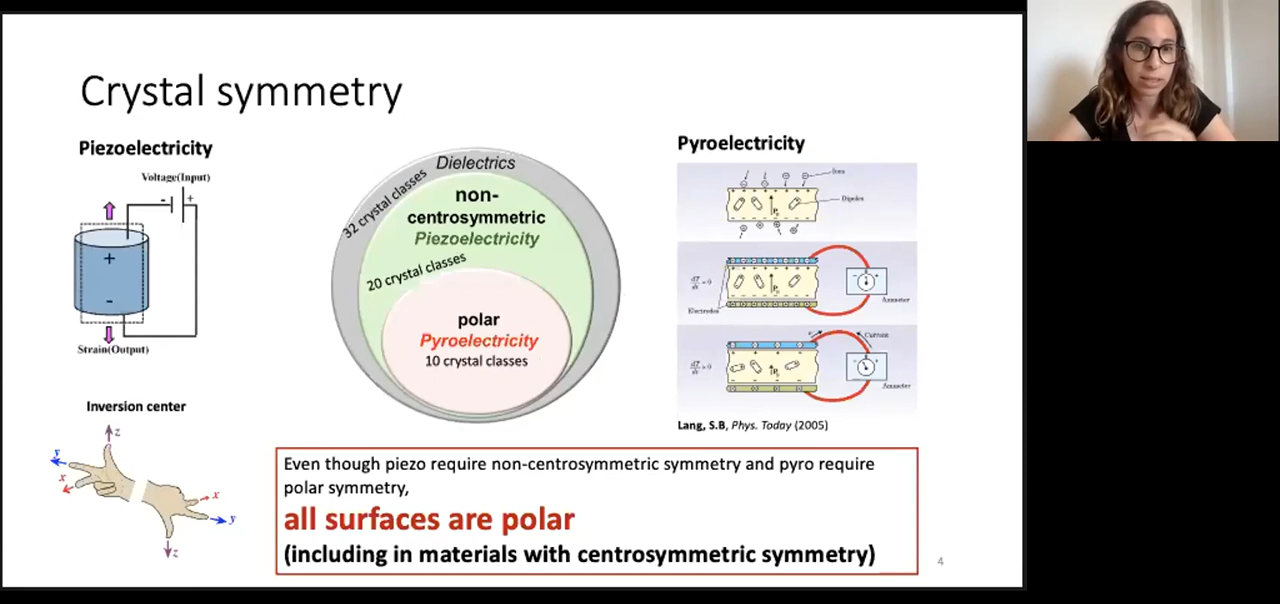 Crystal symmetry
Piezoelectricity
Voltage(Input)
- +
+
-
Strain(Output)
Inversion center
z
y
x
x
y
z
Dielectrics
32 crystal classes
non-
centrosymmetric
Piezoelectricity
20 crystal classes
polar
Pyroelectricity
10 crystal classes
Pyroelectricity
Ions
Dipoles
Electrodes
Ammeter
Current
Ammeter
Lang, S.B, Phys. Today (2005)
Even though piezo require non-centrosymmetric symmetry and pyro require
polar symmetry,
all surfaces are polar
(including in materials with centrosymmetric symmetry)
4